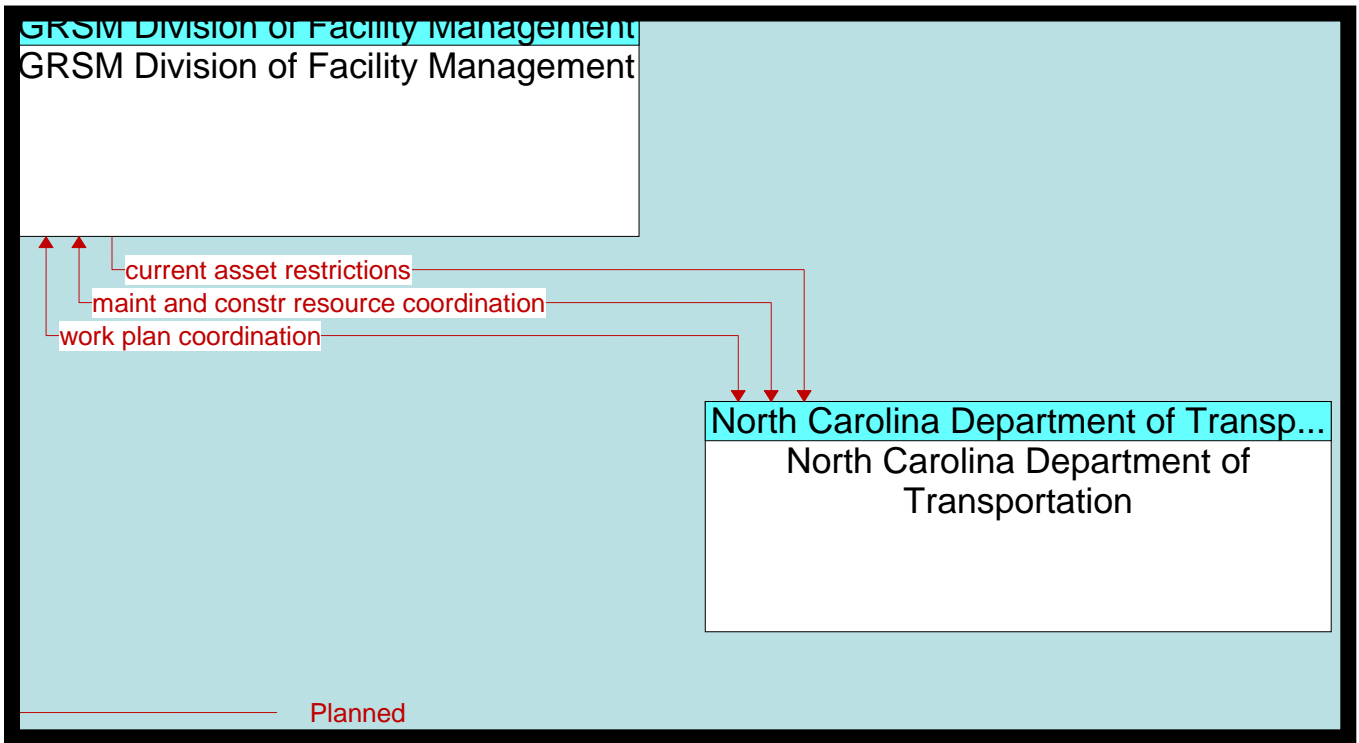 GRSM Division of Facility Management
GRSM Division of Facility Management
current asset restrictions
maint and constr resource coordination
work plan coordination
North Carolina Department of Transp...
North Carolina Department of
Transportation
Planned